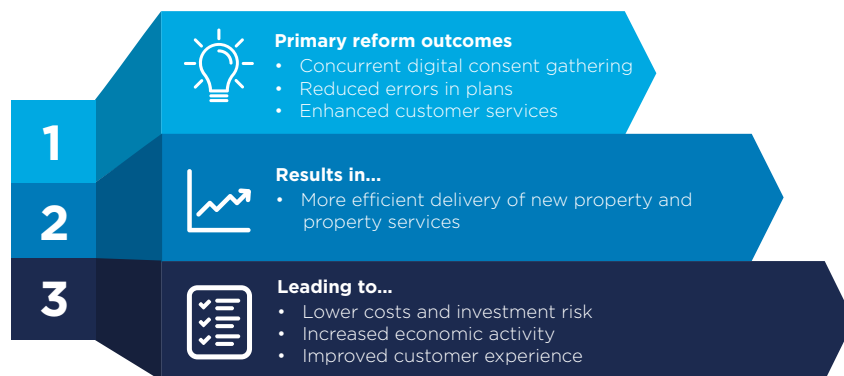 1
Primary reform outcomes
• Concurrent digital consent gathering
• Reduced errors in plans
• Enhanced customer services
2
Results in...
• More efficient delivery of new property and
property services
3
Leading to...
• Lower costs and investment risk
• Increased economic activity
• Improved customer experience